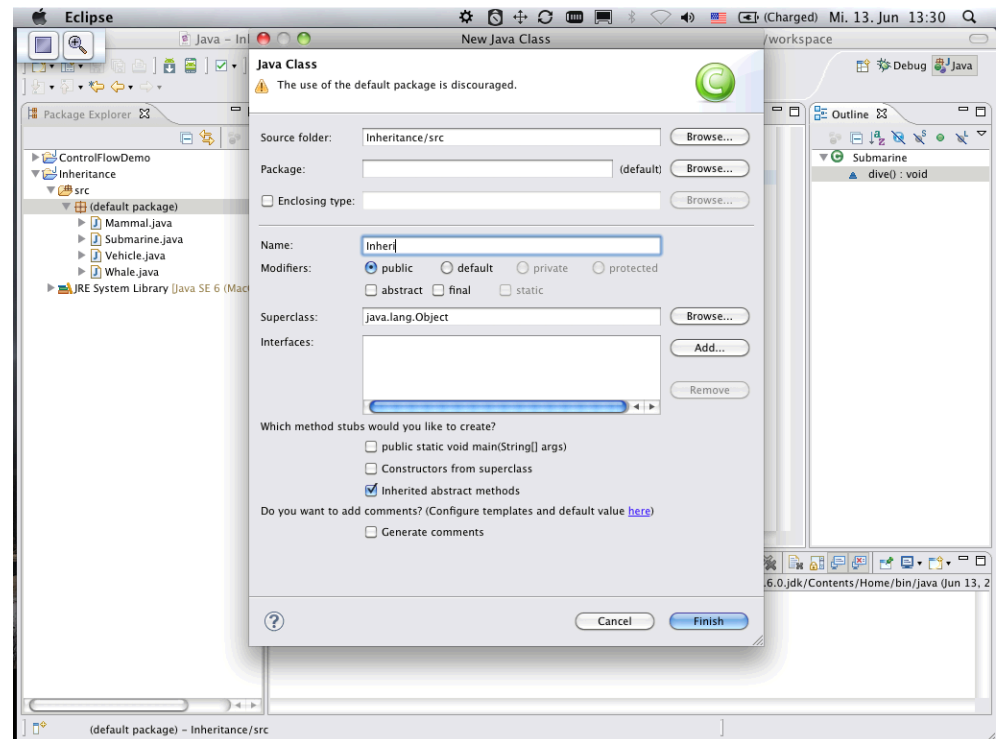 Eclipse
(Charged) Mi. 13. Jun 13:30
Java – Inl
New Java Class
/workspace
Debug
Java
Package Explorer
ControlFlowDemo
Inheritance
src
(default package)
Mammal.java
Submarine.java
Vehicle.java
Whale.java
JRE System Library [Java SE 6 (Mac
Java Class
The use of the default package is discouraged.
Source folder: Inheritance/src Browse...
Package: (default) Browse...
Enclosing type: Browse...
Name: Inheri
Modifiers: public default private protected
abstract final static
Superclass: java.lang.Object Browse...
Interfaces: Add...
Remove
Which method stubs would you like to create?
public static void main(String[] args)
Constructors from superclass
Inherited abstract methods
Do you want to add comments? (Configure templates and default value here)
Generate comments
? Cancel Finish
Outline
Submarine
dive() : void
.6.0.jdk/Contents/Home/bin/java (Jun 13, 2
(default package) – Inheritance/src